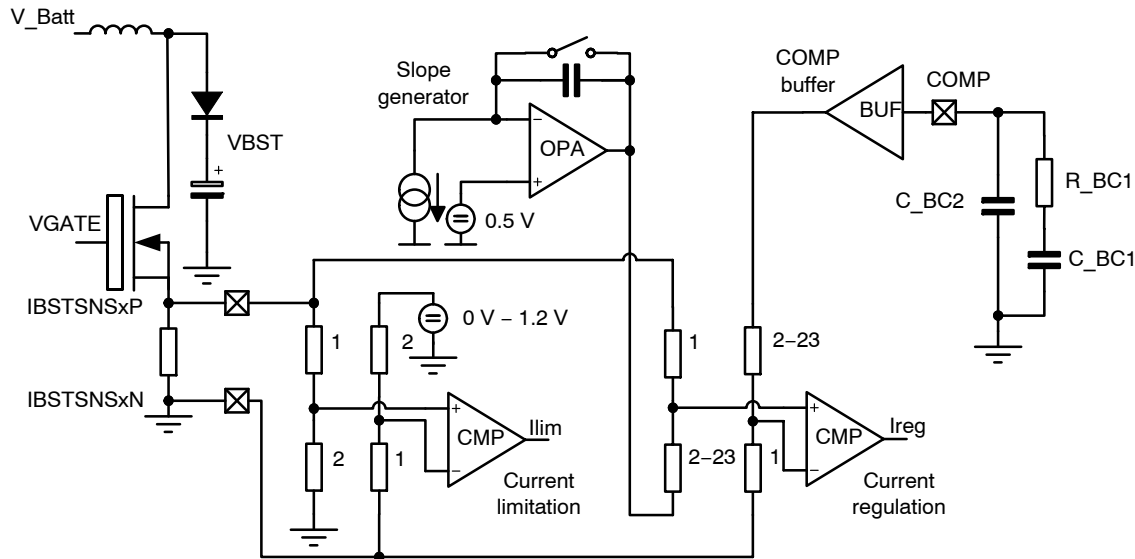 V_Batt
Slope
generator
COMP
buffer
COMP
BUF
VBST
+
−
OPA
+
0.5 V
C_BC2
R_BC1
C_BC1
VGATE
IBSTSNSxP
0 V − 1.2 V
1
2
1
2−23
IBSTSNSxN
+
CMP
−
Ilim
+
CMP
−
Ireg
2
1
2−23
1
Current
limitation
Current
regulation